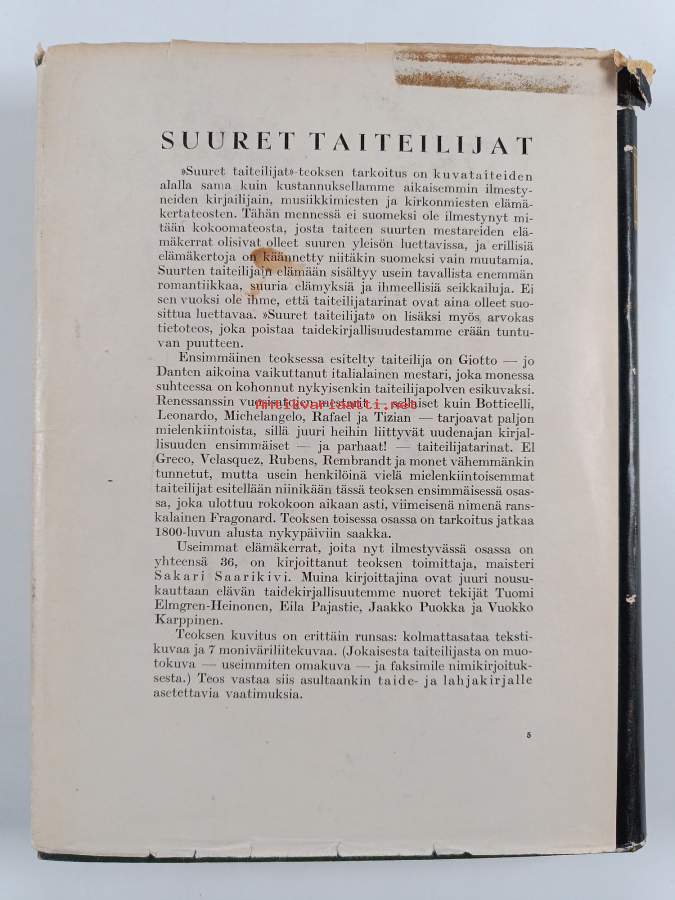 SUURET TAITEILIJAT
»Suuret taiteilijat»-teoksen tarkoitus on kuvataiteiden
alalla sama kuin kustannuksellamme aikaisemmin ilmesty-
neiden kirjailijain, musiikkimiesten ja kirkonmiesten elämä-
kertateosten. Tähän mennessä ei suomeksi ole ilmestynyt mi-
tään kokoomateosta, josta taiteen suurten mestareiden elä-
mäkerrat olisivat olleet suuren yleisön luettavissa, ja erillisiä
elämäkertoja on käännetty niitäkin suomeksi vain muutamia.
Suurten taiteilijain elämään sisältyy usein tavallista enemmän
romantiikkaa, suuria elämyksiä ja ihmeellisiä seikkailuja. Ei
sen vuoksi ole ihme, että taiteilijatarinat ovat aina olleet suo-
sittua luettavaa. »Suuret taiteilijat» on lisäksi myös arvokas
tietoteos, joka poistaa taidekirjallisuudestamme erään tuntu-
van puutteen.
Ensimmäinen teoksessa esitelty taiteilija on Giotto — jo
Danten aikoina vaikuttanut italialainen mestari, joka monessa
suhteessa on kohonnut nykyisenkin taiteilijapolven esikuvaksi.
Renessanssin mestarit — sellaiset kuin Botticelli,
Antikvariaatti.net
Leonardo, Michelangelo, Rafael ja Tizian — tarjoavat paljon
mielenkiintoista, sillä juuri heihin liittyvät uudenajan kirjal-
lisuuden ensimmäiset — ja parhaat! — taiteilijatarinat. El
Greco, Velasquez, Rubens, Rembrandt ja monet vähemmänkin
tunnetut, mutta usein henkilöinä vielä mielenkiintoisemmat
taiteilijat esitellään niinikään tässä teoksen ensimmäisessä osas-
sa, joka ulottuu rokokoon aikaan asti, viimeisenä nimenä rans-
kalainen Fragonard. Teoksen toisessa osassa on tarkoitus jatkaa
1800-luvun alusta nykypäiviin saakka.
Useimmat elämäkerrat, joita nyt ilmestyvässä osassa on
yhteensä 36, on kirjoittanut teoksen toimittaja, maisteri
Sakari Saarikivi. Muina kirjoittajina ovat juuri nousu-
kauttaan elävän taidekirjallisuutemme nuoret tekijät Tuomi
Elmgren-Heinonen, Eila Pajastie, Jaakko Puokka ja Vuokko
Karppinen.
Teoksen kuvitus on erittäin runsas: kolmattasataa teksti-
kuvaa ja 7 moniväriliitekuvaa. (Jokaisesta taiteilijasta on muo-
tokuva — useimmiten omakuva — ja faksimile nimikirjoituk-
sesta.) Teos vastaa siis asultaankin taide- ja lahjakirjalle
asetettavia vaatimuksia.
5